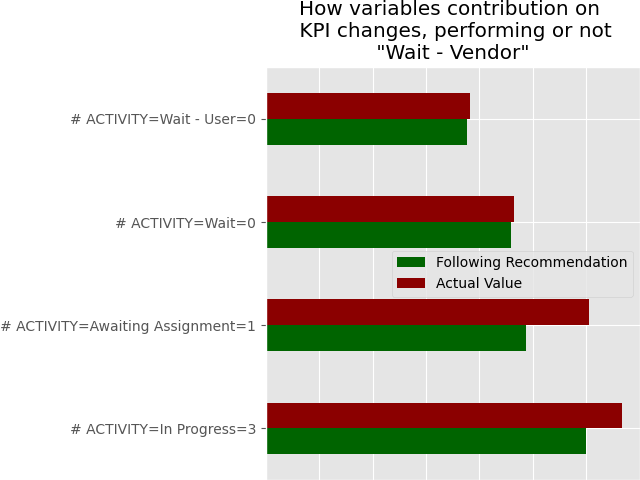 How variables contribution on
KPI changes, performing or not
"Wait - Vendor"
# ACTIVITY=Wait - User=0
# ACTIVITY=Wait=0
Following Recommendation
Actual Value
# ACTIVITY=Awaiting Assignment=1
# ACTIVITY=In Progress=3